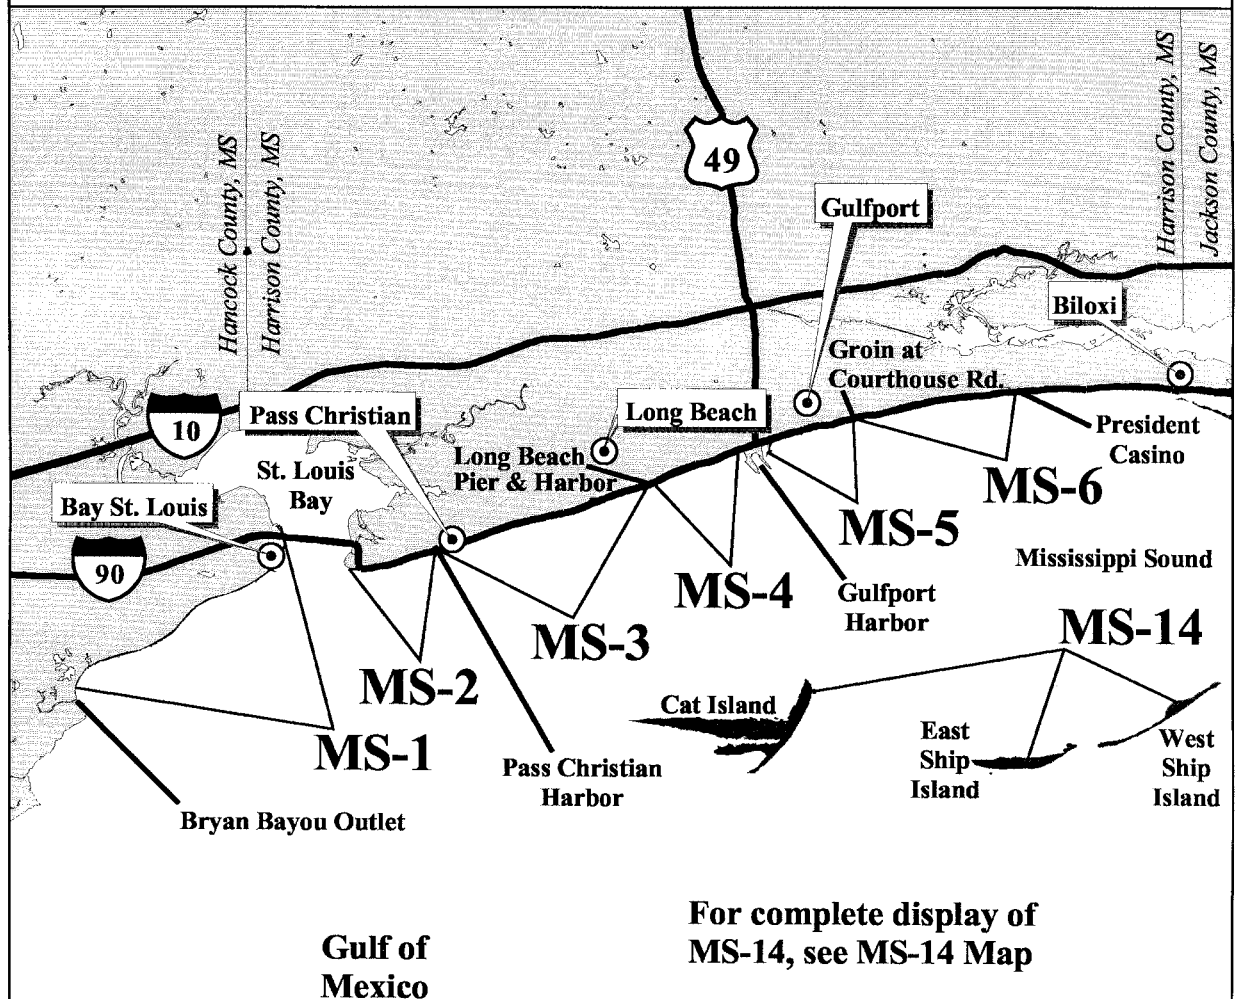 Hancock County, MS
Harrison County, MS
Harrison County, MS
Jackson County, MS
49
Gulfport
Biloxi
Groin at
Courthouse Rd.
10
Pass Christian
Long Beach
President
Casino
St. Louis
Bay
Long Beach
Pier & Harbor
MS-6
Bay St. Louis
MS-5
Mississippi Sound
90
MS-4
Gulfport
Harbor
MS-3
MS-14
MS-2
Cat Island
East
Ship
Island
West
Ship
Island
MS-1
Pass Christian
Harbor
Bryan Bayou Outlet
For complete display of
MS-14, see MS-14 Map
Gulf of
Mexico